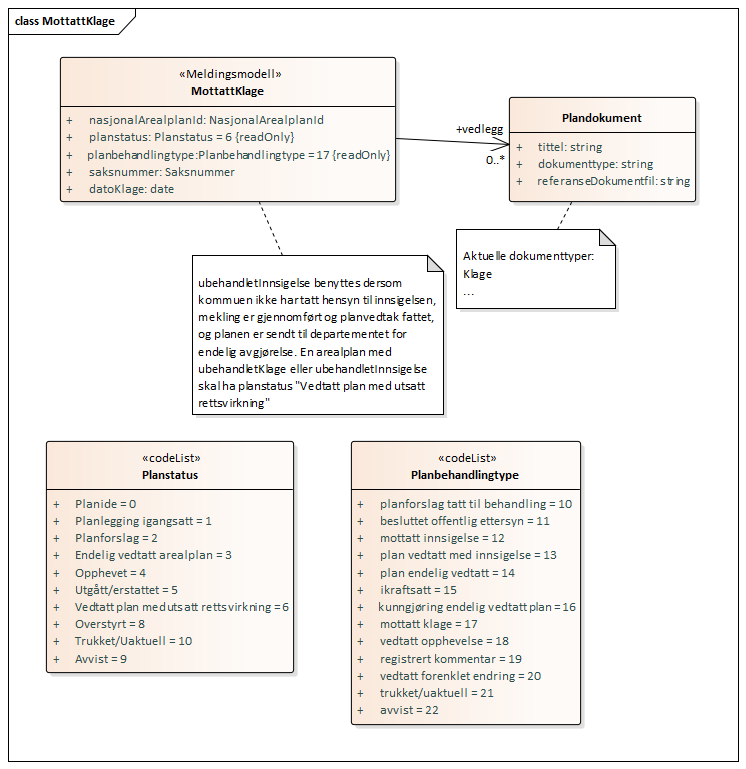 class MottattKlage
«Meldingsmodell»
MottattKlage
+ nasjonalArealplanId: NasjonalArealplanId
+ planstatus: Planstatus = 6 {readOnly}
+ planbehandlingtype:Planbehandlingtype = 17 {readOnly}
+ saksnummer: Saksnummer
+ datoKlage: date
+vedlegg
0..*
Plandokument
+ tittel: string
+ dokumenttype: string
+ referanseDokumentfil: string
ubehandletInnsigelse benyttes dersom
kommuen ikke har tatt hensyn til innsigelsen,
mekling er gjennomført og planvedtak fattet,
og planen er sendt til departementet for
endelig avgjørelse. En arealplan med
ubehandletKlage eller ubehandletInnsigelse
skal ha planstatus "Vedtatt plan med utsatt
rettsvirkning"
Aktuelle dokumenttyper:
Klage
...
«codeList»
Planstatus
+ Planide = 0
+ Planlegging igangsatt = 1
+ Planforslag = 2
+ Endelig vedtatt arealplan = 3
+ Opphevet = 4
+ Utgått/erstattet = 5
+ Vedtatt plan med utsatt rettsvirkning = 6
+ Overstyrt = 8
+ Trukket/Uaktuell = 10
+ Avvist = 9
«codeList»
Planbehandlingtype
+ planforslag tatt til behandling = 10
+ besluttet offentlig ettersyn = 11
+ mottatt innsigelse = 12
+ plan vedtatt med innsigelse = 13
+ plan endelig vedtatt = 14
+ ikraftsatt = 15
+ kunngjøring endelig vedtatt plan = 16
+ mottatt klage = 17
+ vedtatt opphevelse = 18
+ registrert kommentar = 19
+ vedtatt forenklet endring = 20
+ trukket/uaktuell = 21
+ avvist = 22